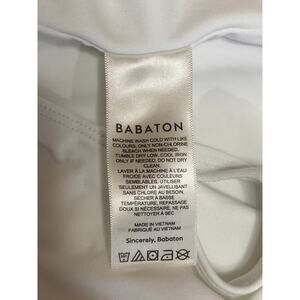 BABATON
MACHINE WASH COLD WITH LIKE
COLOURS, ONLY NON-CHLORINE
BLEACH WHEN NEEDED,
TUMBLE DRY LOW, COOL IRON
ONLY IF NEEDED, DO NOT DRY
CLEAN.
LAVER À LA MACHINE À L'EAU
FROIDE AVEC COULEURS
SEMBLABLES, UTILISER
SEULEMENT UN JAVELLISANT
SANS CHLORE AU BESOIN,
SÉCHER À BASSE
TEMPÉRATURE, REPASSAGE
DOUX SI NÉCESSAIRE, NE PAS
NETTOYER À SEC
MADE IN VIETNAM
FABRIQUÉ AU VIETNAM
Sincerely, Babaton